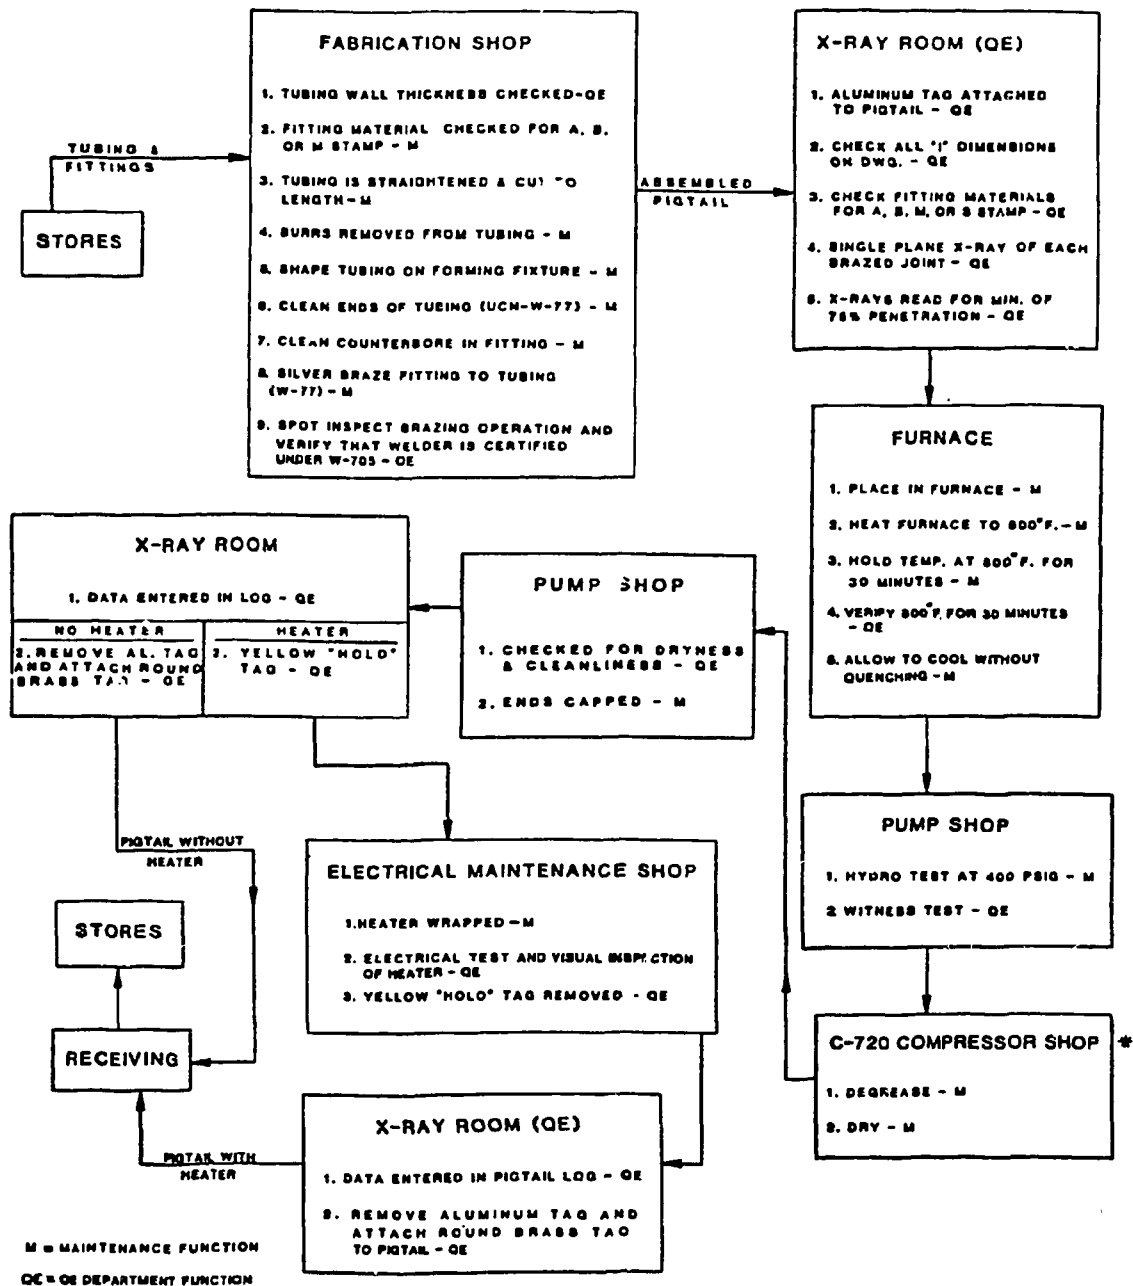 FABRICATION SHOP
1. TUBING WALL THICKNESS CHECKED-QE
2. FITTING MATERIAL CHECKED FOR A, B,
OR M STAMP - M
3. TUBING IS STRAIGHTENED & CUT TO
LENGTH-M
4. BURRS REMOVED FROM TUBING - M
5. SHAPE TUBING ON FORMING FIXTURE - M
6. CLEAN ENDS OF TUBING (UCN-W-77) - M
7. CLEAN COUNTERBORE IN FITTING - M
8. SILVER BRAZE FITTING TO TUBING
(W-77) - M
9. SPOT INSPECT BRAZING OPERATION AND
VERIFY THAT WELDER IS CERTIFIED
UNDER W-705 - QE
TUBING &
FITTINGS
STORES
ASSEMBLED
PIGTAIL
X-RAY ROOM (QE)
1. ALUMINUM TAG ATTACHED
TO PIGTAIL - QE
2. CHECK ALL "I" DIMENSIONS
ON DWG. - QE
3. CHECK FITTING MATERIALS
FOR A, B, M, OR S STAMP - QE
4. SINGLE PLANE X-RAY OF EACH
BRAZED JOINT - QE
5. X-RAYS READ FOR MIN. OF
75% PENETRATION - QE
FURNACE
1. PLACE IN FURNACE - M
2. HEAT FURNACE TO 800°F. - M
3. HOLD TEMP. AT 800°F. FOR
30 MINUTES - M
4. VERIFY 800°F. FOR 30 MINUTES
- QE
5. ALLOW TO COOL WITHOUT
QUENCHING - M
X-RAY ROOM
1. DATA ENTERED IN LOG - QE
NO HEATER
2. REMOVE AL. TAG
AND ATTACH ROUND
BRASS TAG - QE
HEATER
2. YELLOW "HOLD"
TAG - QE
PUMP SHOP
1. CHECKED FOR DRYNESS
& CLEANLINESS - QE
2. ENDS CAPPED - M
PUMP SHOP
1. HYDRO TEST AT 400 PSIG - M
2 WITNESS TEST - QE
PIGTAIL WITHOUT
HEATER
ELECTRICAL MAINTENANCE SHOP
1.HEATER WRAPPED - M
2. ELECTRICAL TEST AND VISUAL INSPECTION
OF HEATER - QE
3. YELLOW "HOLD" TAG REMOVED - QE
STORES
RECEIVING
C-720 COMPRESSOR SHOP *
1. DEGREASE - M
2. DRY - M
PIGTAIL WITH
HEATER
X-RAY ROOM (QE)
1. DATA ENTERED IN PIGTAIL LOG - QE
2. REMOVE ALUMINUM TAG AND
ATTACH ROUND BRASS TAG
TO PIGTAIL - QE
M = MAINTENANCE FUNCTION
QE = QE DEPARTMENT FUNCTION